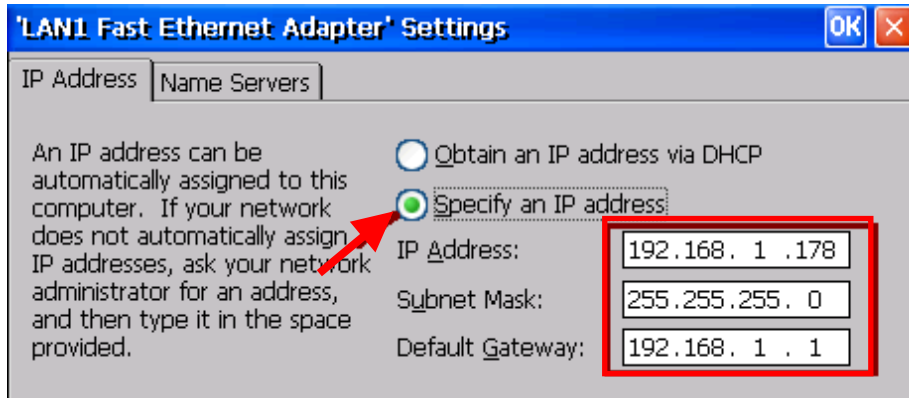 'LAN1 Fast Ethernet Adapter' Settings OK
IP Address Name Servers
An IP address can be
automatically assigned to this
computer. If your network
does not automatically assign
IP addresses, ask your network
administrator for an address,
and then type it in the space
provided.
Obtain an IP address via DHCP
Specify an IP address
IP Address: 192.168. 1 .178
Subnet Mask: 255.255.255. 0
Default Gateway: 192.168. 1 . 1